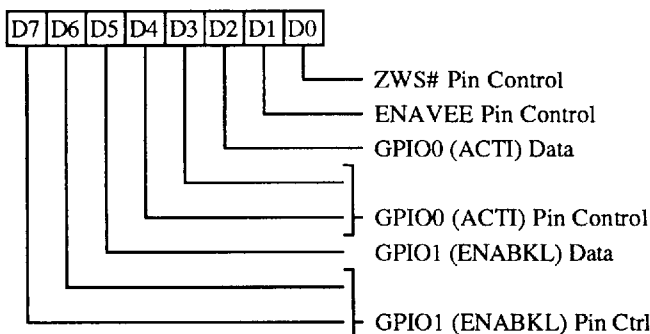 D7 D6 D5 D4 D3 D2 D1 D0
ZWS# Pin Control
ENAVEE Pin Control
GPIO0 (ACTI) Data
GPIO0 (ACTI) Pin Control
GPIO1 (ENABKL) Data
GPIO1 (ENABKL) Pin Ctrl